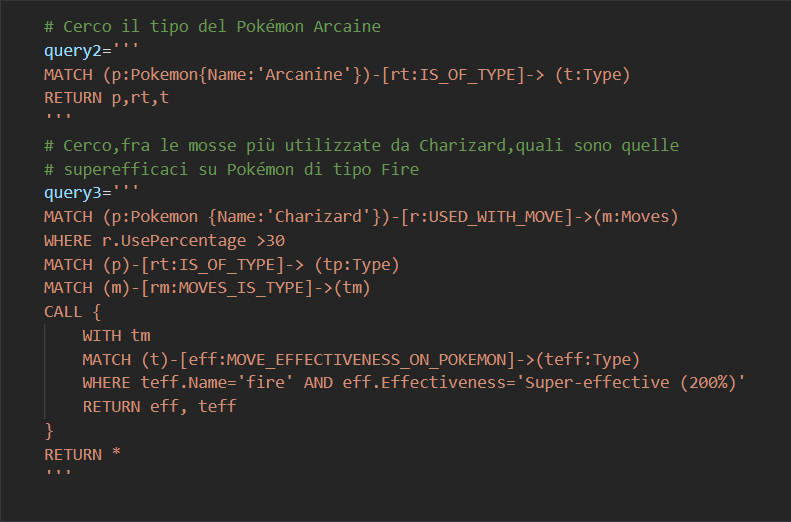 # Cerco il tipo del Pokémon Arcaine
query2='''
MATCH (p:Pokemon{Name:'Arcanine'})-[rt:IS_OF_TYPE]-> (t:Type)
RETURN p,rt,t
'''
# Cerco,fra le mosse più utilizzate da Charizard,quali sono quelle
# superefficaci su Pokémon di tipo Fire
query3='''
MATCH (p:Pokemon {Name:'Charizard'})-[r:USED_WITH_MOVE]->(m:Moves)
WHERE r.UsePercentage >30
MATCH (p)-[rt:IS_OF_TYPE]-> (tp:Type)
MATCH (m)-[rm:MOVES_IS_TYPE]->(tm)
CALL {
    WITH tm
    MATCH (t)-[eff:MOVE_EFFECTIVENESS_ON_POKEMON]->(teff:Type)
    WHERE teff.Name='fire' AND eff.Effectiveness='Super-effective (200%)'
    RETURN eff, teff
}
RETURN *
'''